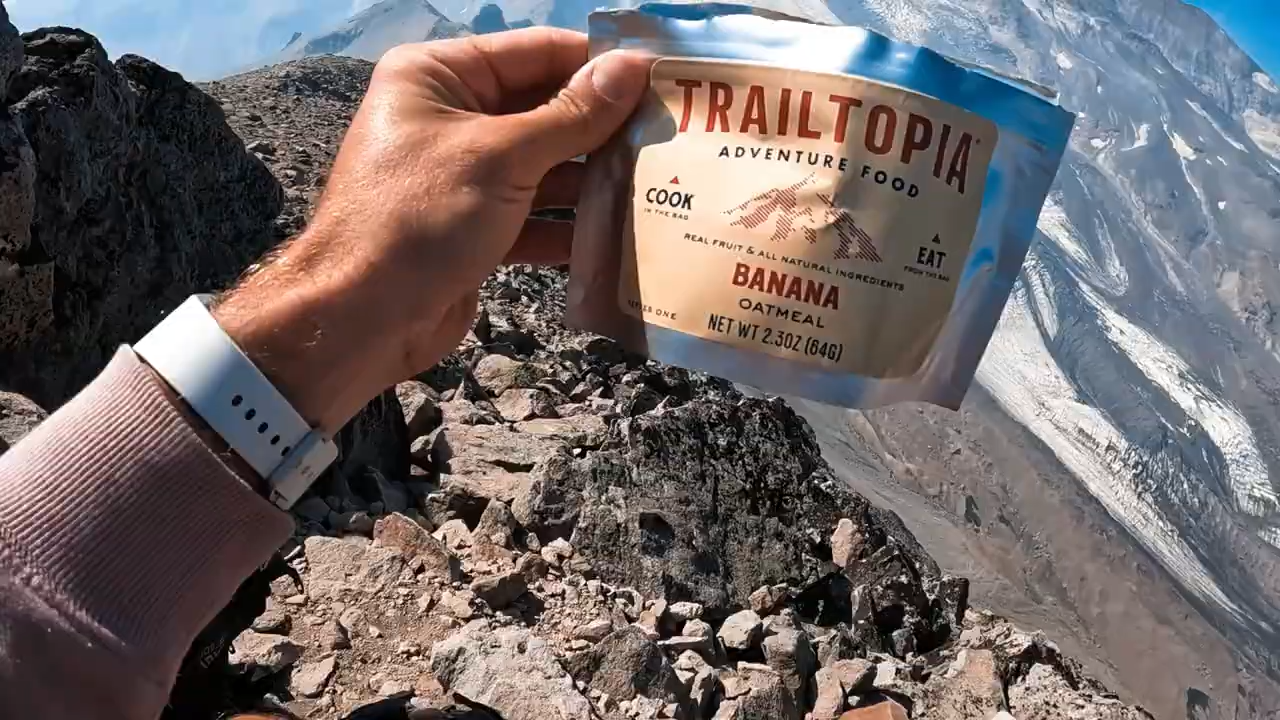 TRAILTOPIA
ADVENTURE FOOD
COOK
IN THE BAG
EAT
FROM THE BAG
REAL FRUIT & ALL NATURAL INGREDIENTS
BANANA
OATMEAL
NET WT 2.3OZ (64G)
SERIES ONE